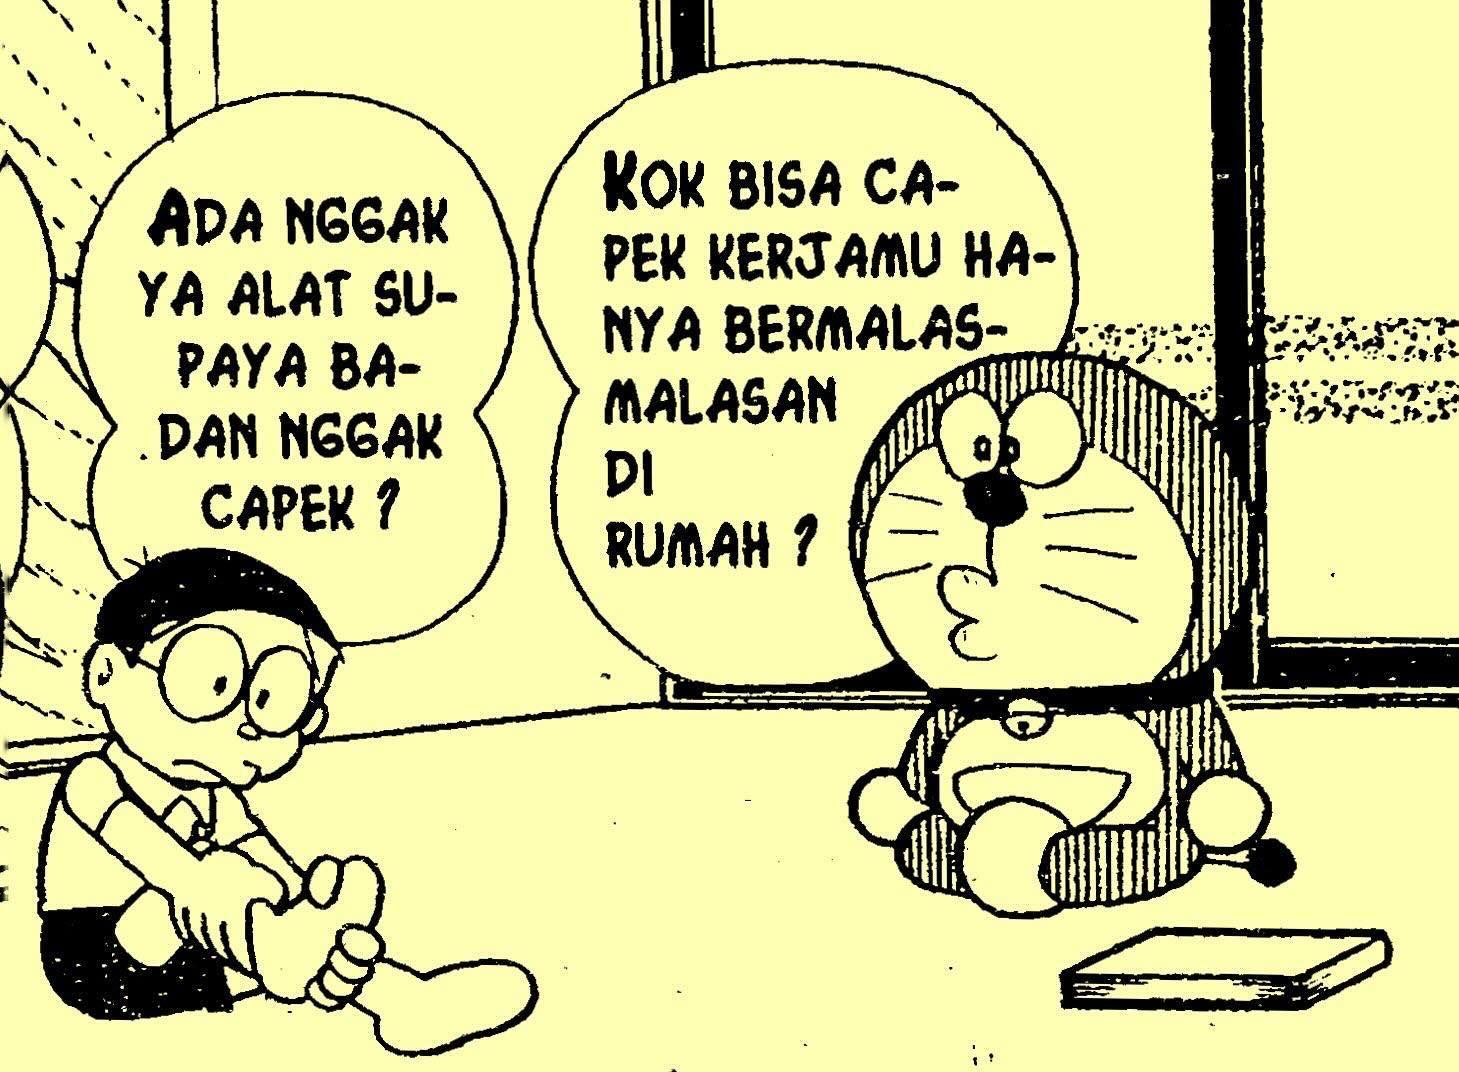 ADA NGGAK
YA ALAT SU-
PAYA BA-
DAN NGGAK
CAPEK ?
KOK BISA CA-
PEK KERJAMU HA-
NYA BERMALAS-
MALASAN
DI
RUMAH ?